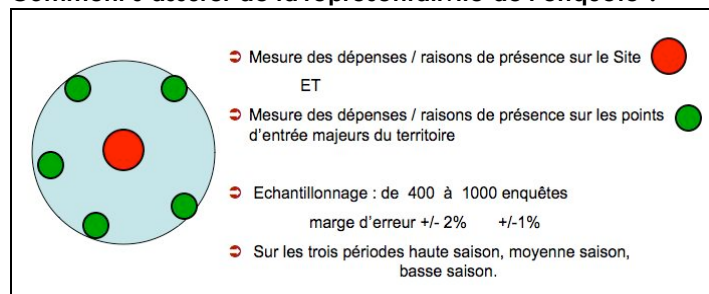 Mesure des dépenses / raisons de présence sur le Site
ET
Mesure des dépenses / raisons de présence sur les points
d'entrée majeurs du territoire
Echantillonnage : de 400 à 1000 enquêtes
marge d'erreur +/- 2% +/-1%
Sur les trois périodes haute saison, moyenne saison,
basse saison.